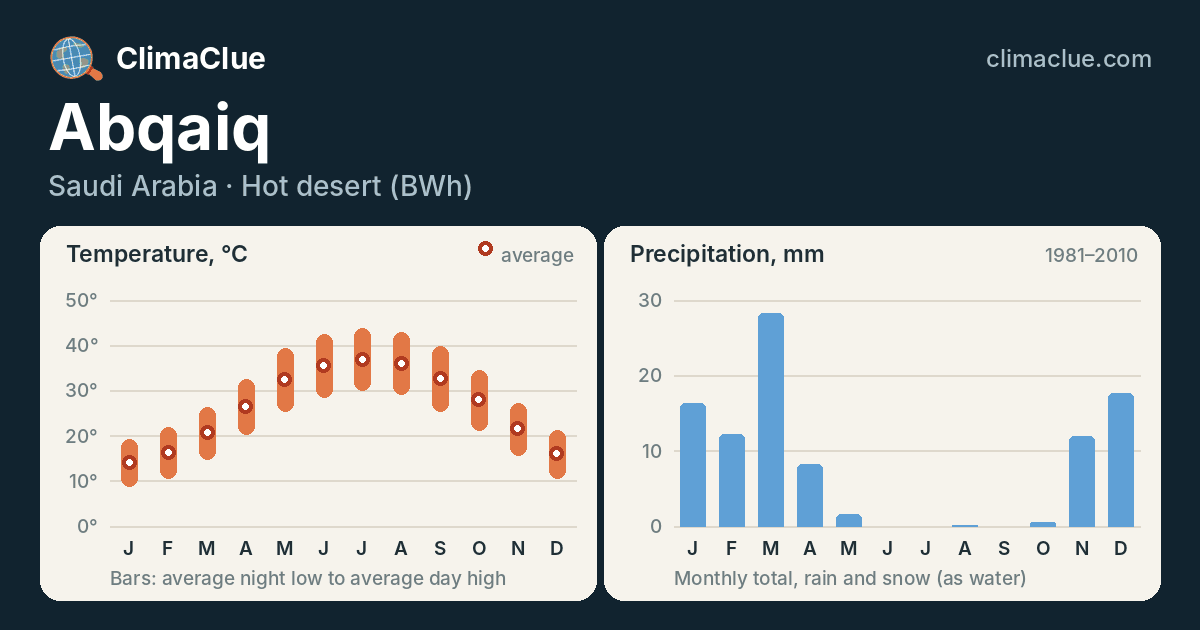 ClimaClue
climaclue.com
Abqaiq
Saudi Arabia · Hot desert (BWh)
Temperature, °C
average
50°
40°
30°
20°
10°
0°
J F M A M J J A S O N D
Bars: average night low to average day high
Precipitation, mm
1981–2010
30
20
10
0
J F M A M J J A S O N D
Monthly total, rain and snow (as water)